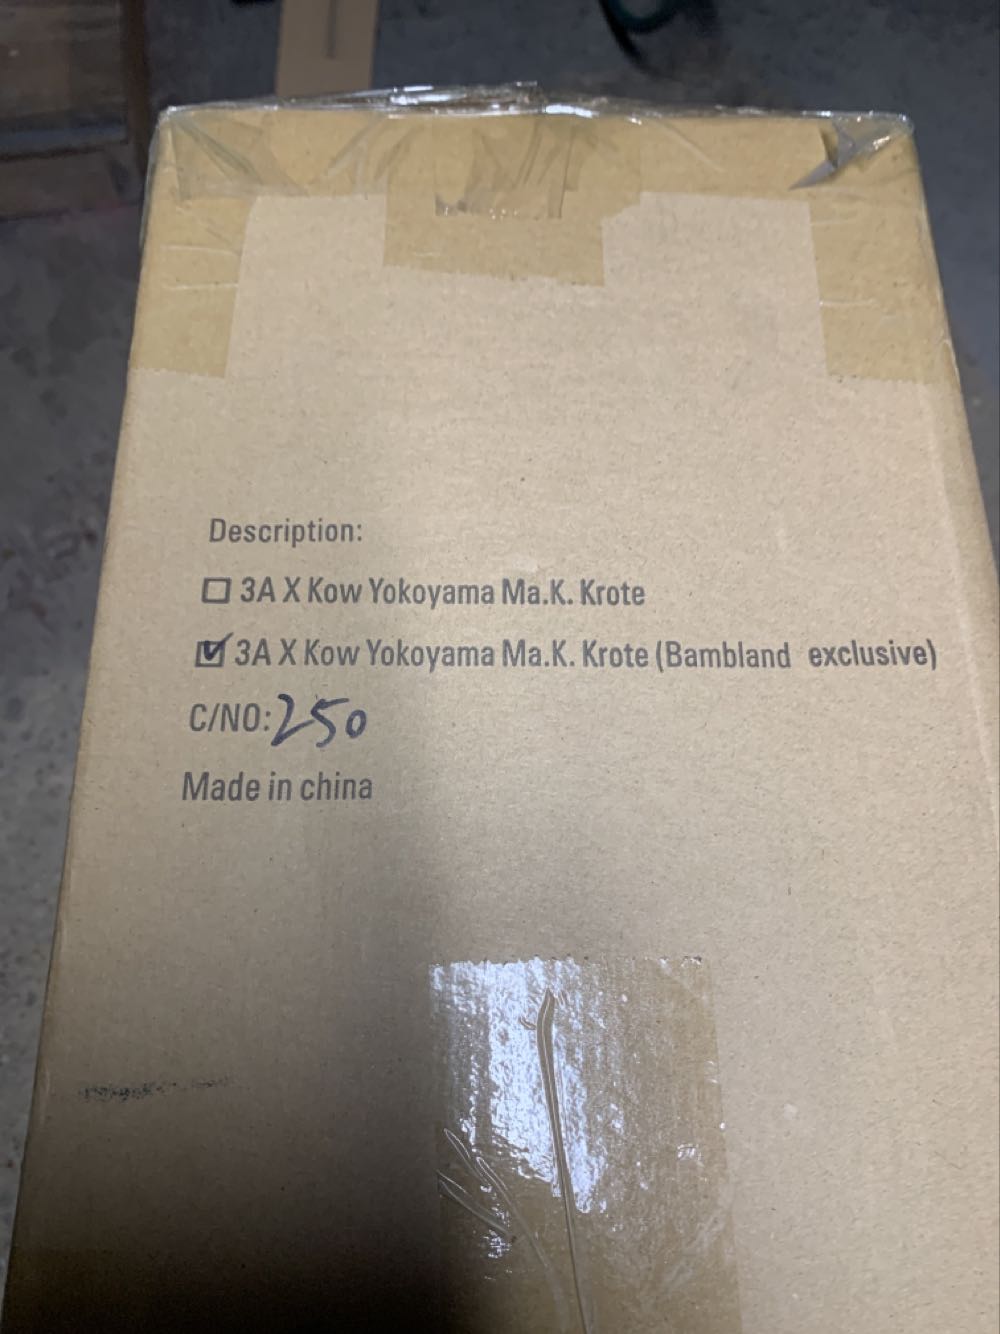 Description:
☐ 3A X Kow Yokoyama Ma.K. Krote
☑ 3A X Kow Yokoyama Ma.K. Krote (Bambland exclusive)
C/NO: 250
Made in china